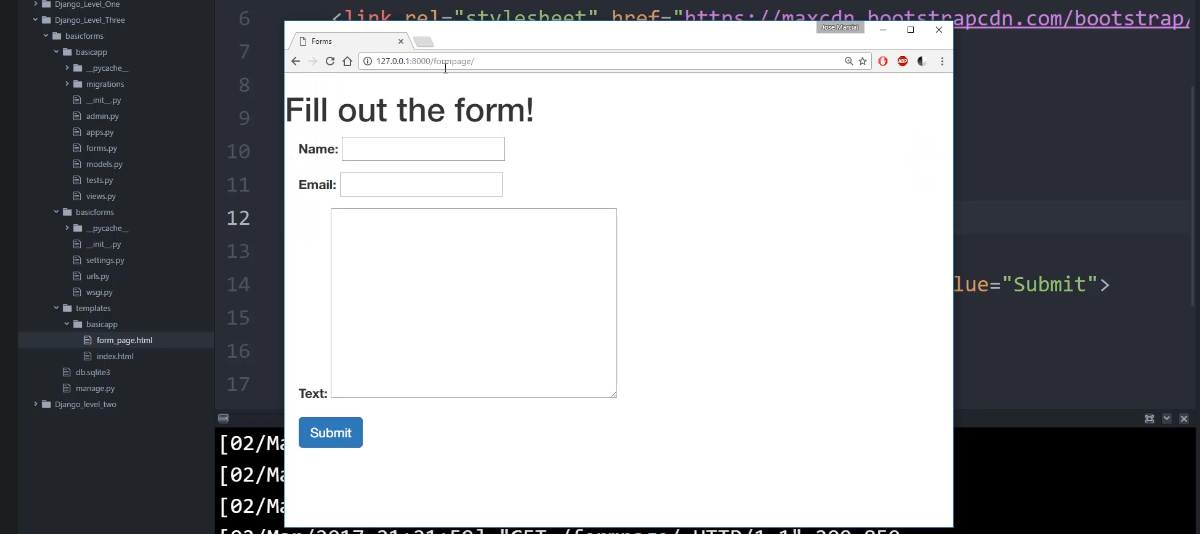 Django_Level_One
Django_Level_Three
basicforms
basicapp
__pycache__
migrations
__init__.py
admin.py
apps.py
forms.py
models.py
tests.py
views.py
basicforms
__pycache__
__init__.py
settings.py
urls.py
wsgi.py
templates
basicapp
form_page.html
index.html
db.sqlite3
manage.py
Django_level_two
6 <link rel="stylesheet" href="https://maxcdn.bootstrapcdn.com/bootstrap/
7
8
9
10
11
12
13
14 lue="Submit">
15
16
17
Forms
127.0.0.1:8000/formpage/
ABP
Fill out the form!
Name:
Email:
Text:
Submit
[02/Ma
[02/Ma
[02/Ma
[02/Mar/2017 21:21:59] "GET /formpage/ HTTP/1.1" 200 859